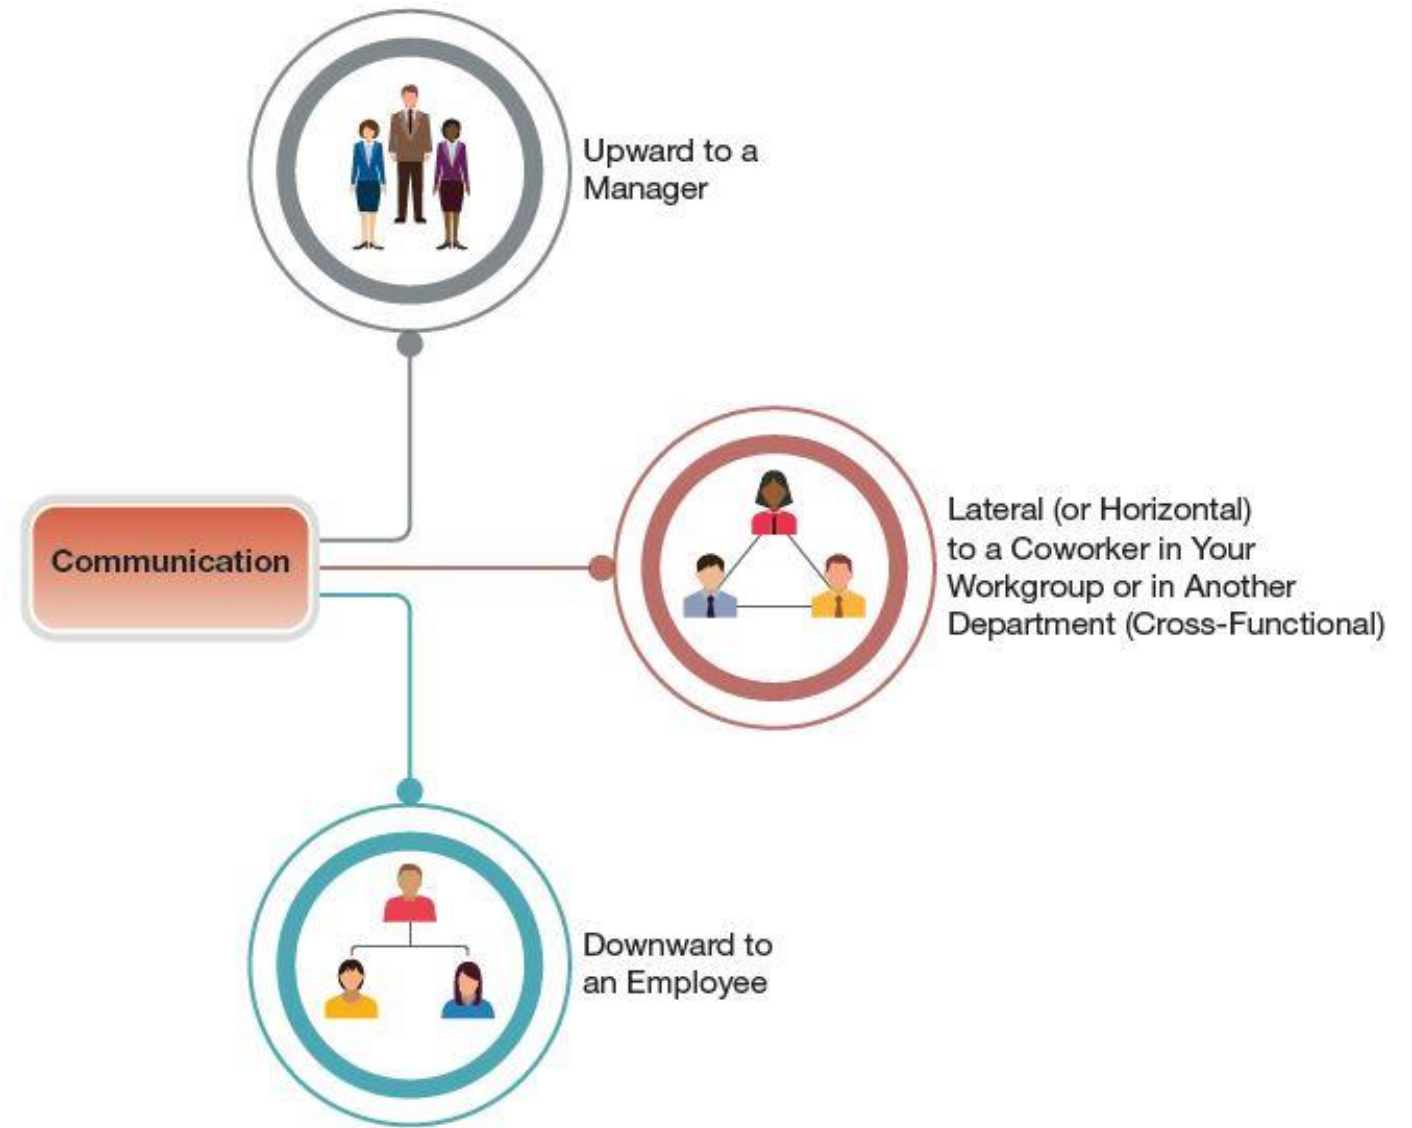 Upward to a
Manager
Communication
Lateral (or Horizontal)
to a Coworker in Your
Workgroup or in Another
Department (Cross-Functional)
Downward to
an Employee